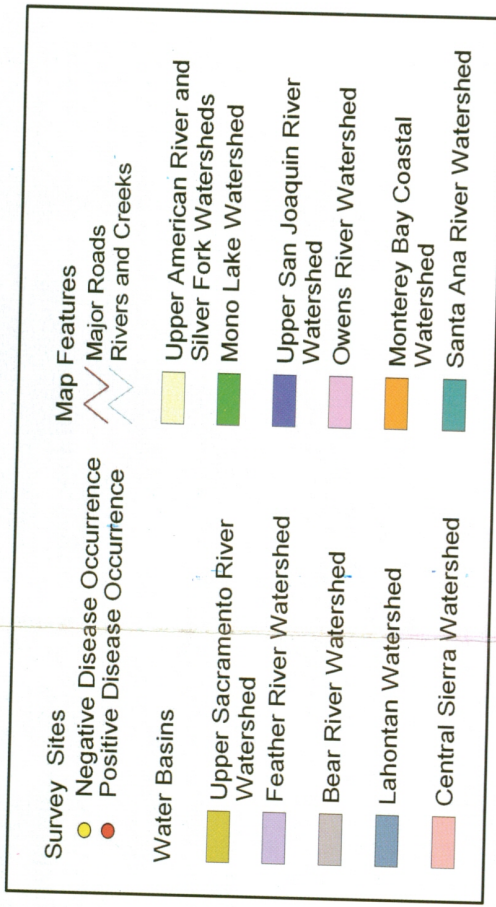 Survey Sites
Negative Disease Occurrence
Positive Disease Occurrence
Water Basins
Upper Sacramento River
Watershed
Feather River Watershed
Bear River Watershed
Lahontan Watershed
Central Sierra Watershed
Map Features
Major Roads
Rivers and Creeks
Upper American River and
Silver Fork Watersheds
Mono Lake Watershed
Upper San Joaquin River
Watershed
Owens River Watershed
Monterey Bay Coastal
Watershed
Santa Ana River Watershed